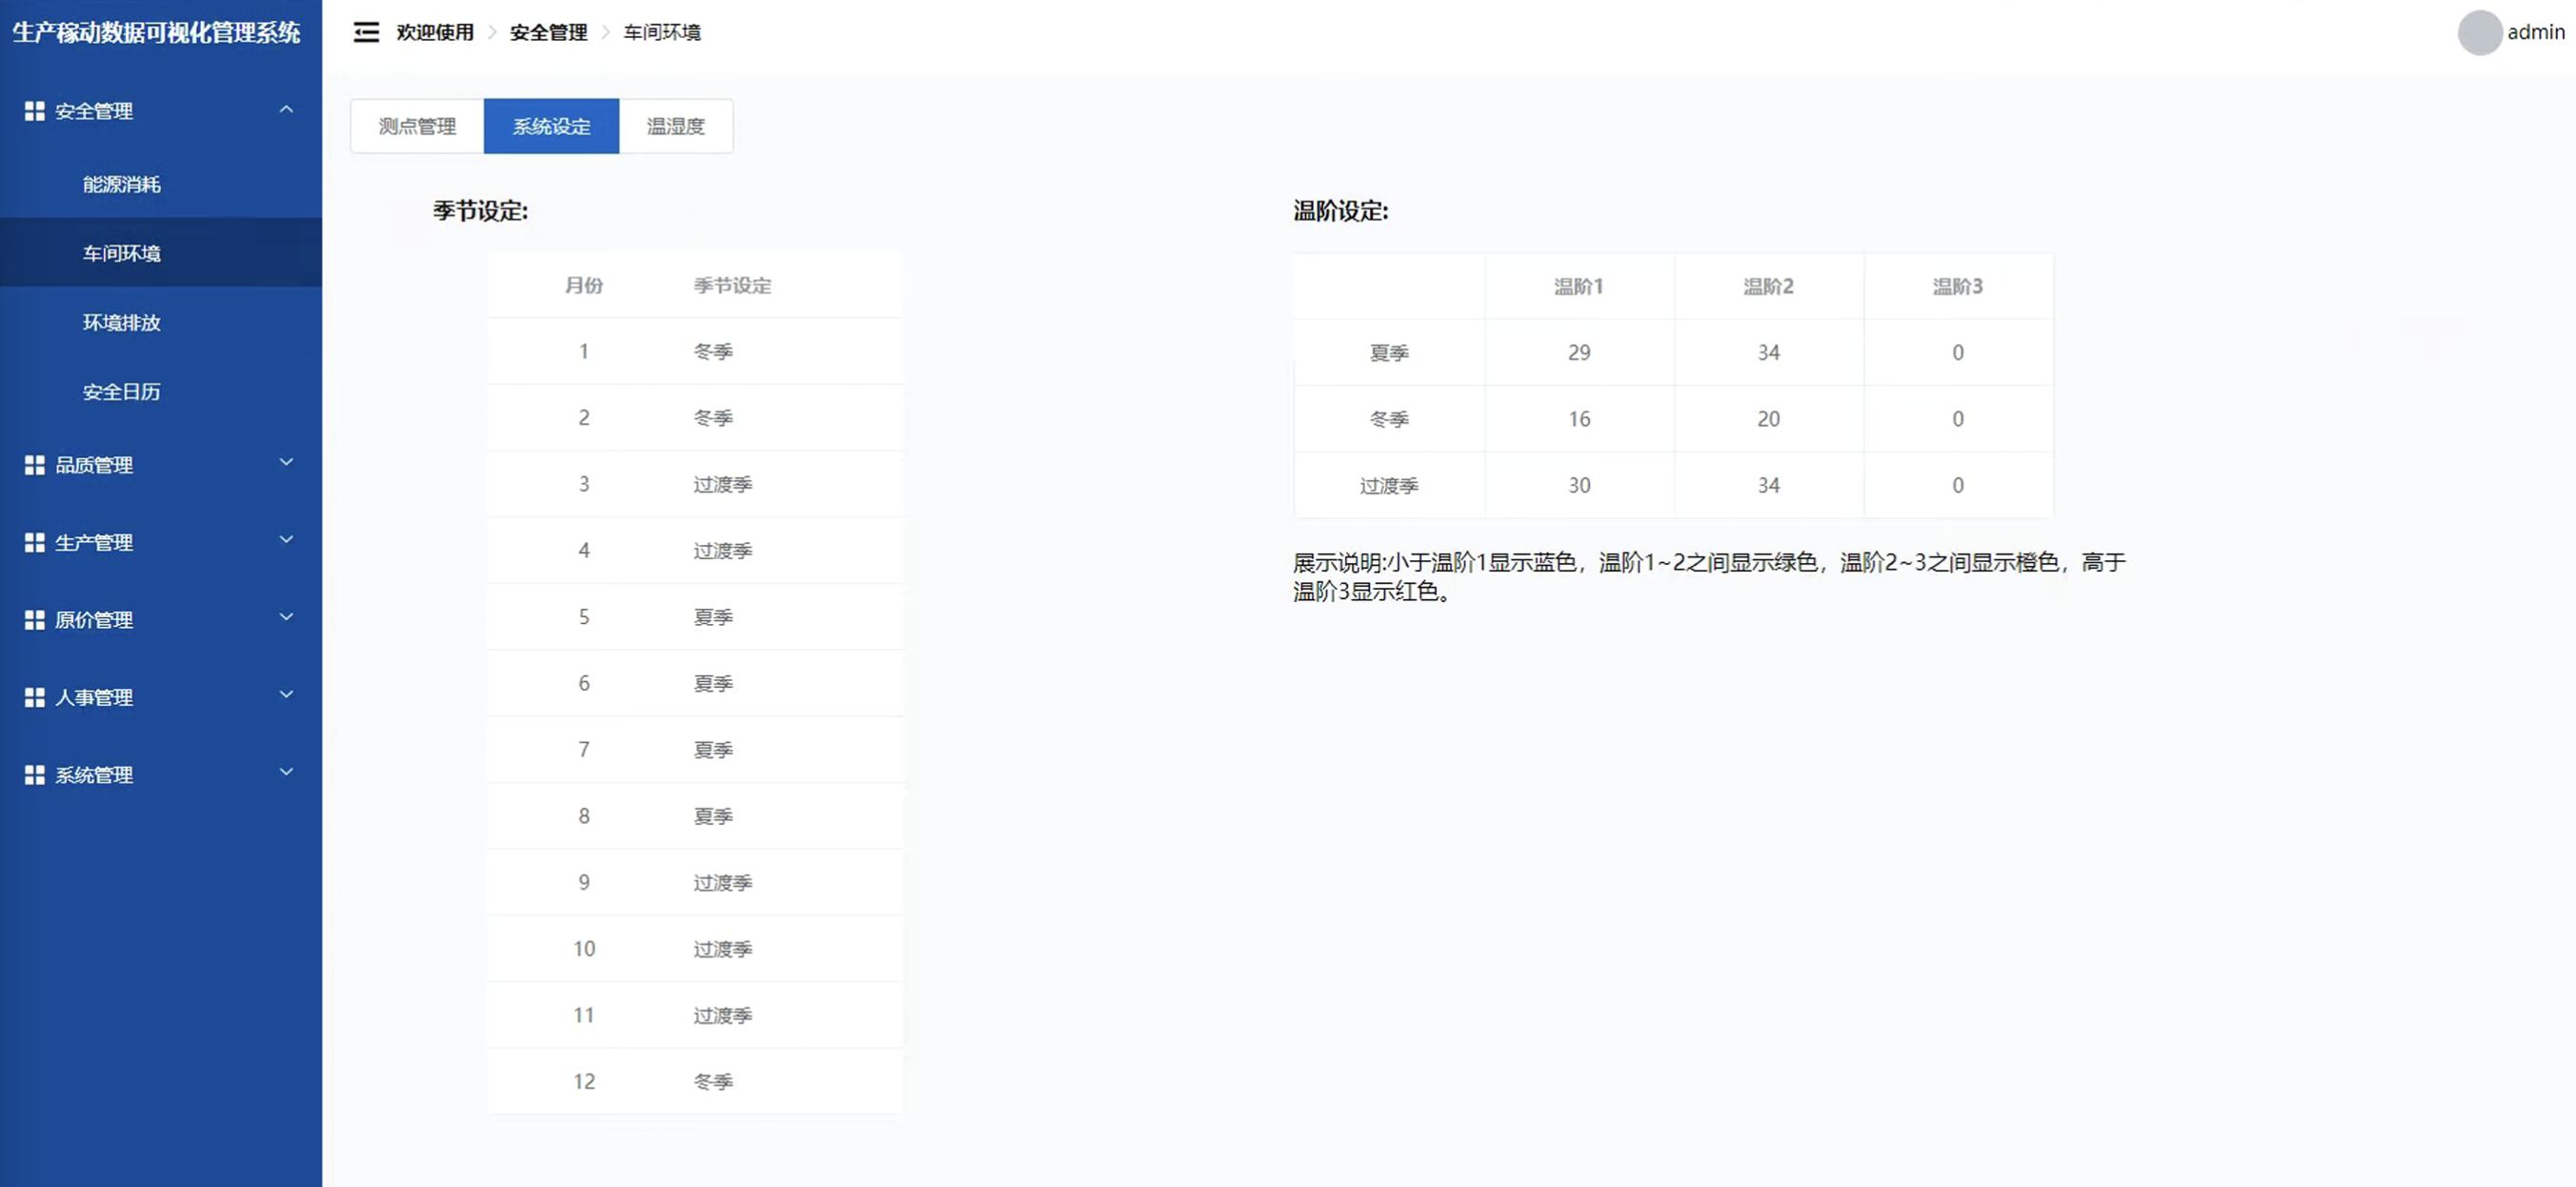 生产稼动数据可视化管理系统
欢迎使用 > 安全管理 > 车间环境
admin
安全管理
能源消耗
车间环境
环境排放
安全日历
品质管理
生产管理
原价管理
人事管理
系统管理
测点管理 系统设定 温湿度
季节设定:
月份 季节设定
1 冬季
2 冬季
3 过渡季
4 过渡季
5 夏季
6 夏季
7 夏季
8 夏季
9 过渡季
10 过渡季
11 过渡季
12 冬季
温阶设定:
温阶1 温阶2 温阶3
夏季 29 34 0
冬季 16 20 0
过渡季 30 34 0
展示说明:小于温阶1显示蓝色，温阶1~2之间显示绿色，温阶2~3之间显示橙色，高于
温阶3显示红色。